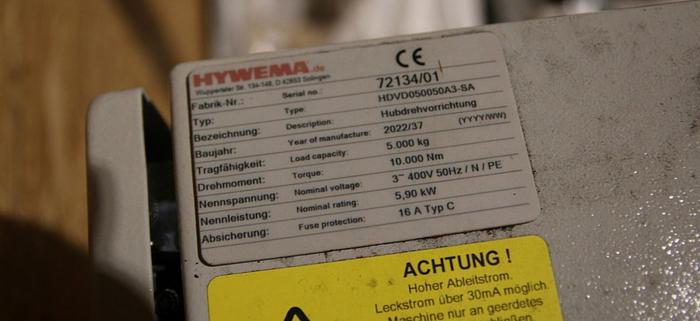 HYWEMA.de
Wuppertaler Str. 134-148, D 42653 Solingen
CE
Fabrik-Nr.: Serial no.: 72134/01
Typ: Type: HDVD050050A3-SA
Bezeichnung: Description: Hubdrehvorrichtung
Baujahr: Year of manufacture: 2022/37 (YYYY/WW)
Tragfähigkeit: Load capacity: 5.000 kg
Drehmoment: Torque: 10.000 Nm
Nennspannung: Nominal voltage: 3~ 400V 50Hz / N / PE
Nennleistung: Nominal rating: 5,90 kW
Absicherung: Fuse protection: 16 A Typ C
ACHTUNG !
Hoher Ableitstrom.
Leckstrom über 30mA möglich.
Maschine nur an geerdetes